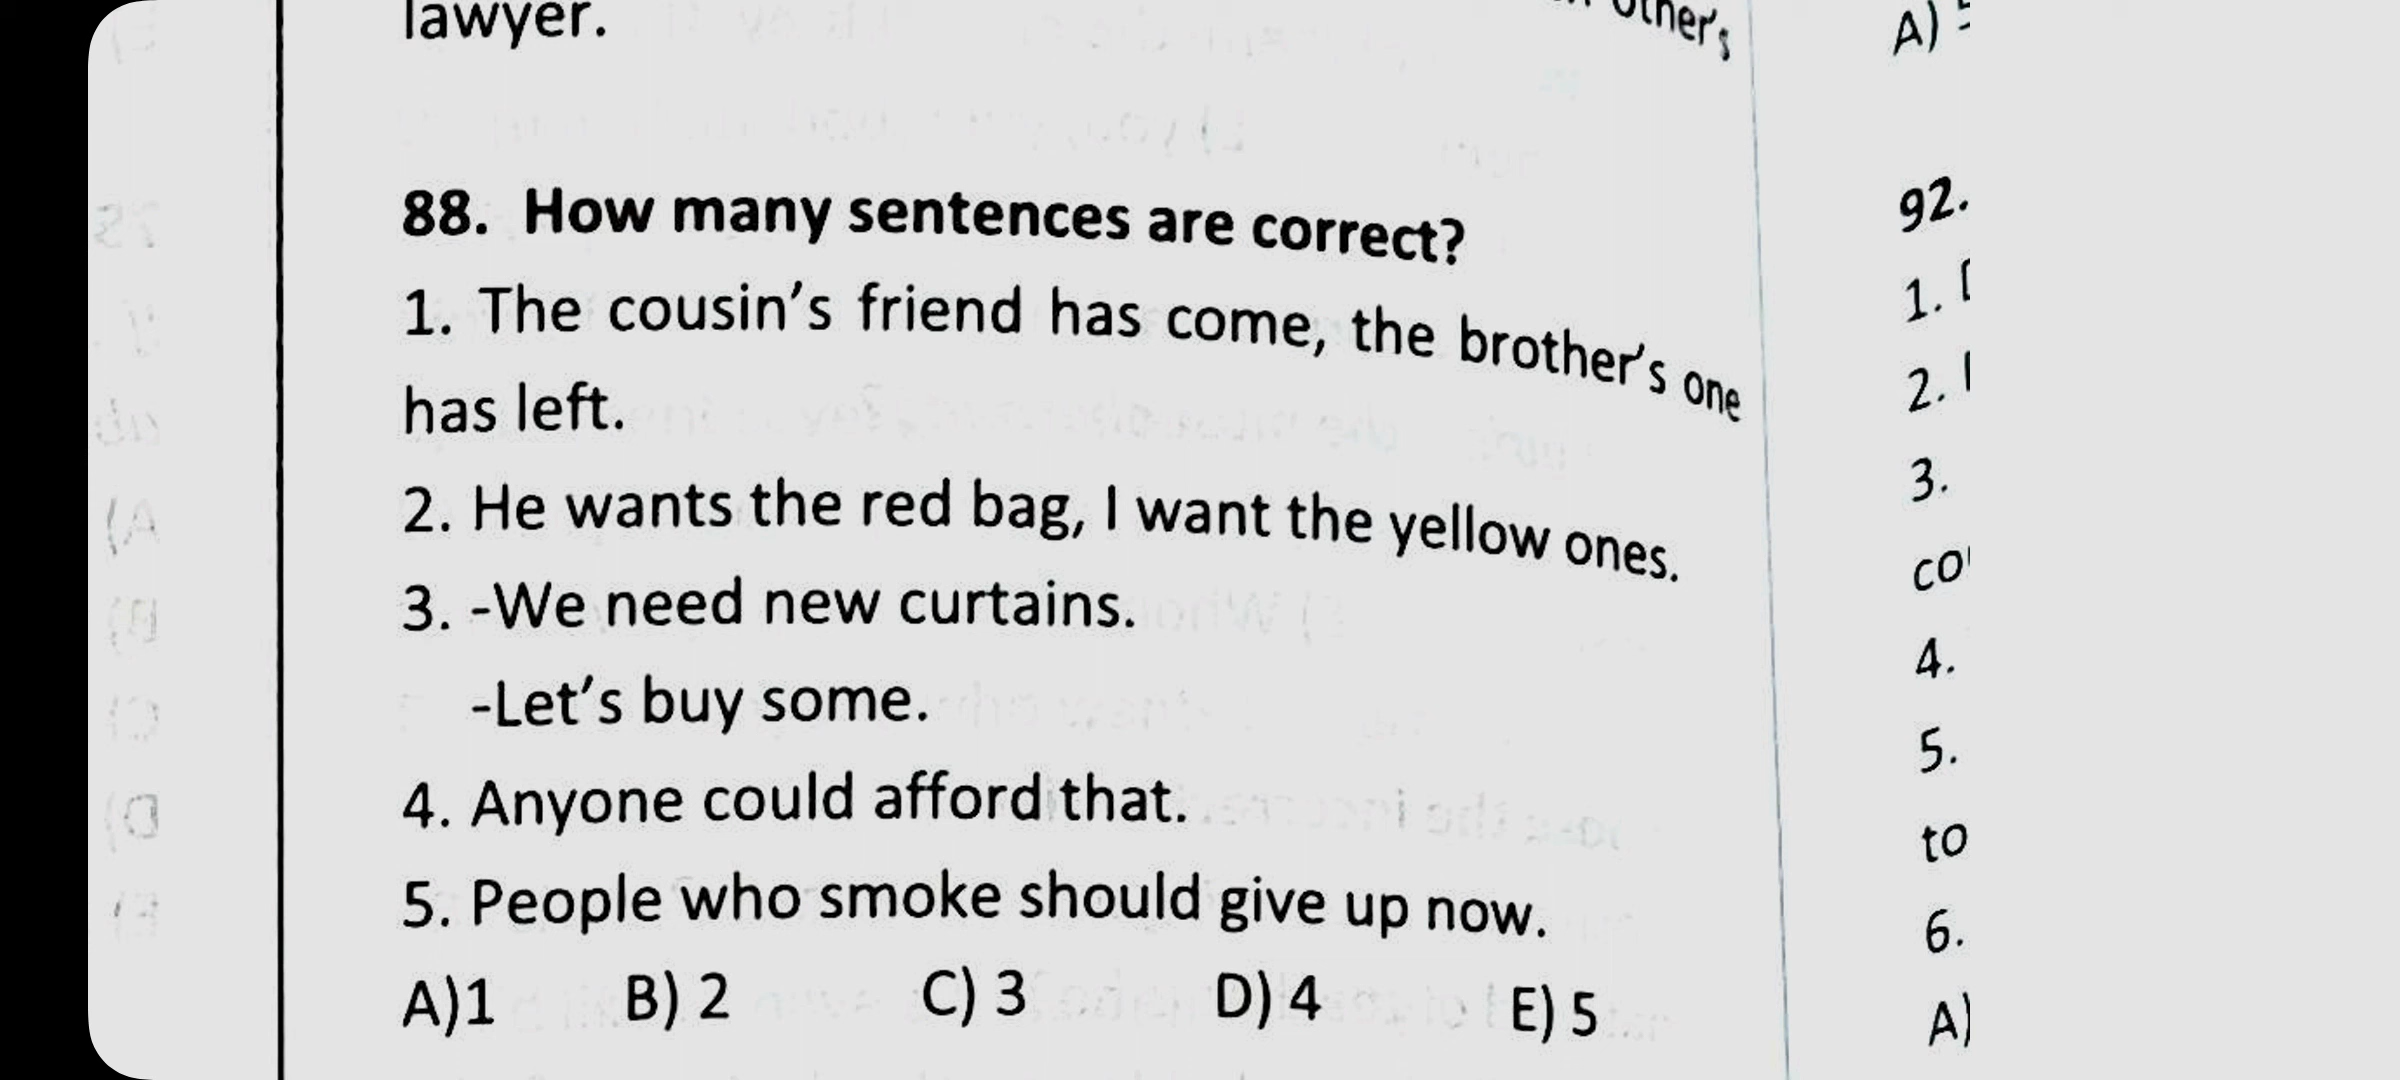 lawyer.
other's
88. How many sentences are correct?
1. The cousin's friend has come, the brother's one
has left.
2. He wants the red bag, I want the yellow ones.
3. -We need new curtains.
-Let's buy some.
4. Anyone could afford that.
5. People who smoke should give up now.
A)1 B) 2 C) 3 D) 4 E) 5
A)
92.
1.
2.
3.
4.
5.
to
6.
A)